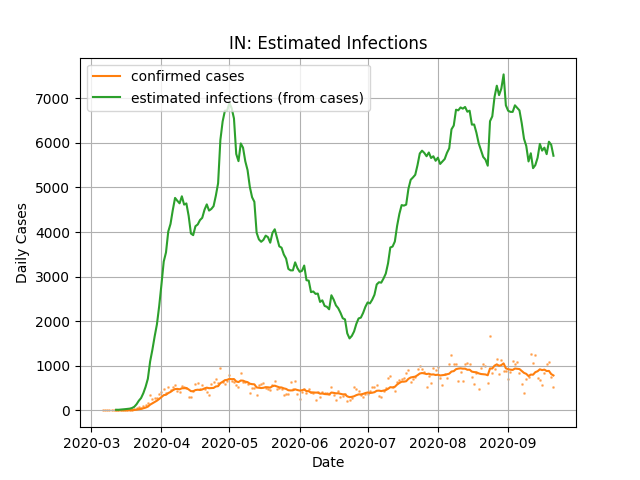 IN: Estimated Infections
confirmed cases
estimated infections (from cases)
Daily Cases
7000
6000
5000
4000
3000
2000
1000
0
2020-03 2020-04 2020-05 2020-06 2020-07 2020-08 2020-09
Date